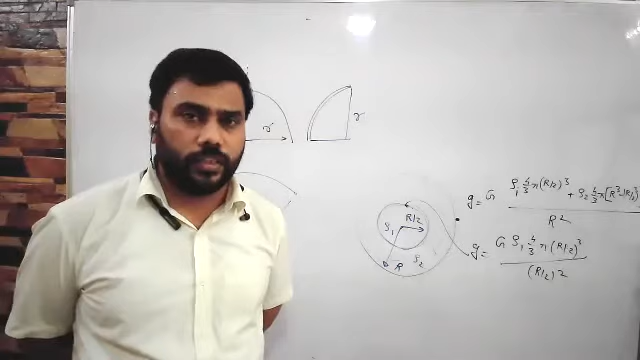 r
r
R/2
ρ₁
ρ₂
R
g = G (ρ₁ 4/3 π (R/2)³ + ρ₂ 4/3 π [R³ - (R/2)³]) / R²
g = G ρ₁ 4/3 π (R/2)³ / (R/2)²